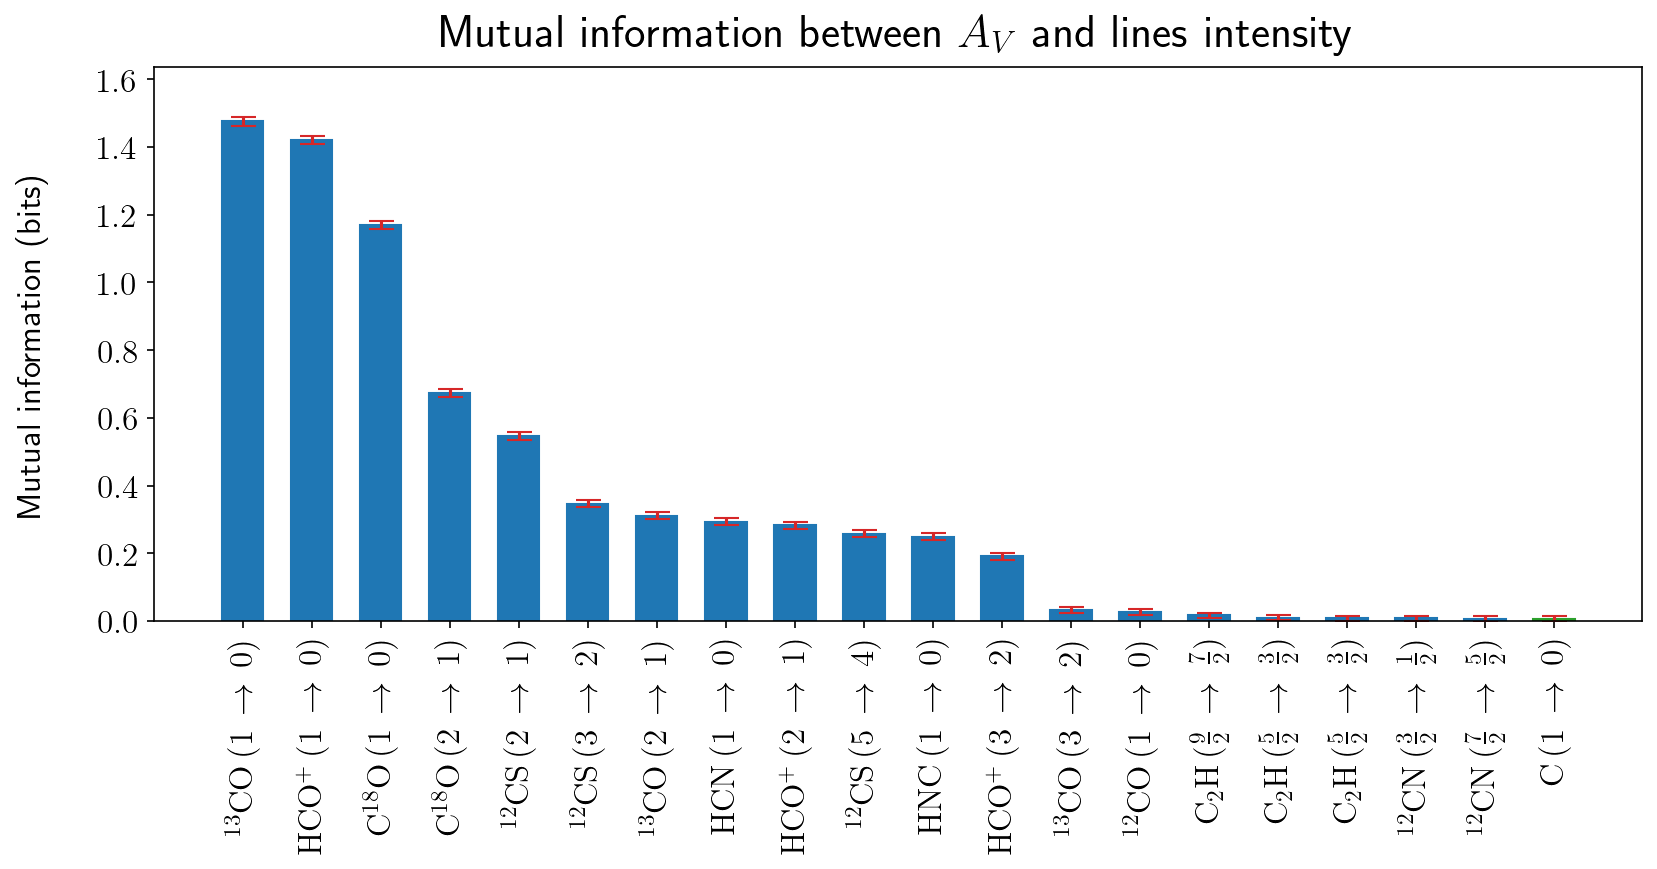 Mutual information between A_V and lines intensity
Mutual information (bits)
1.6
1.4
1.2
1.0
0.8
0.6
0.4
0.2
0.0
¹³CO (1 → 0)
HCO⁺ (1 → 0)
C¹⁸O (1 → 0)
C¹⁸O (2 → 1)
¹²CS (2 → 1)
¹²CS (3 → 2)
¹³CO (2 → 1)
HCN (1 → 0)
HCO⁺ (2 → 1)
¹²CS (5 → 4)
HNC (1 → 0)
HCO⁺ (3 → 2)
¹³CO (3 → 2)
¹²CO (1 → 0)
C₂H (9/2 → 7/2)
C₂H (5/2 → 3/2)
C₂H (5/2 → 3/2)
¹²CN (3/2 → 1/2)
¹²CN (7/2 → 5/2)
C (1 → 0)